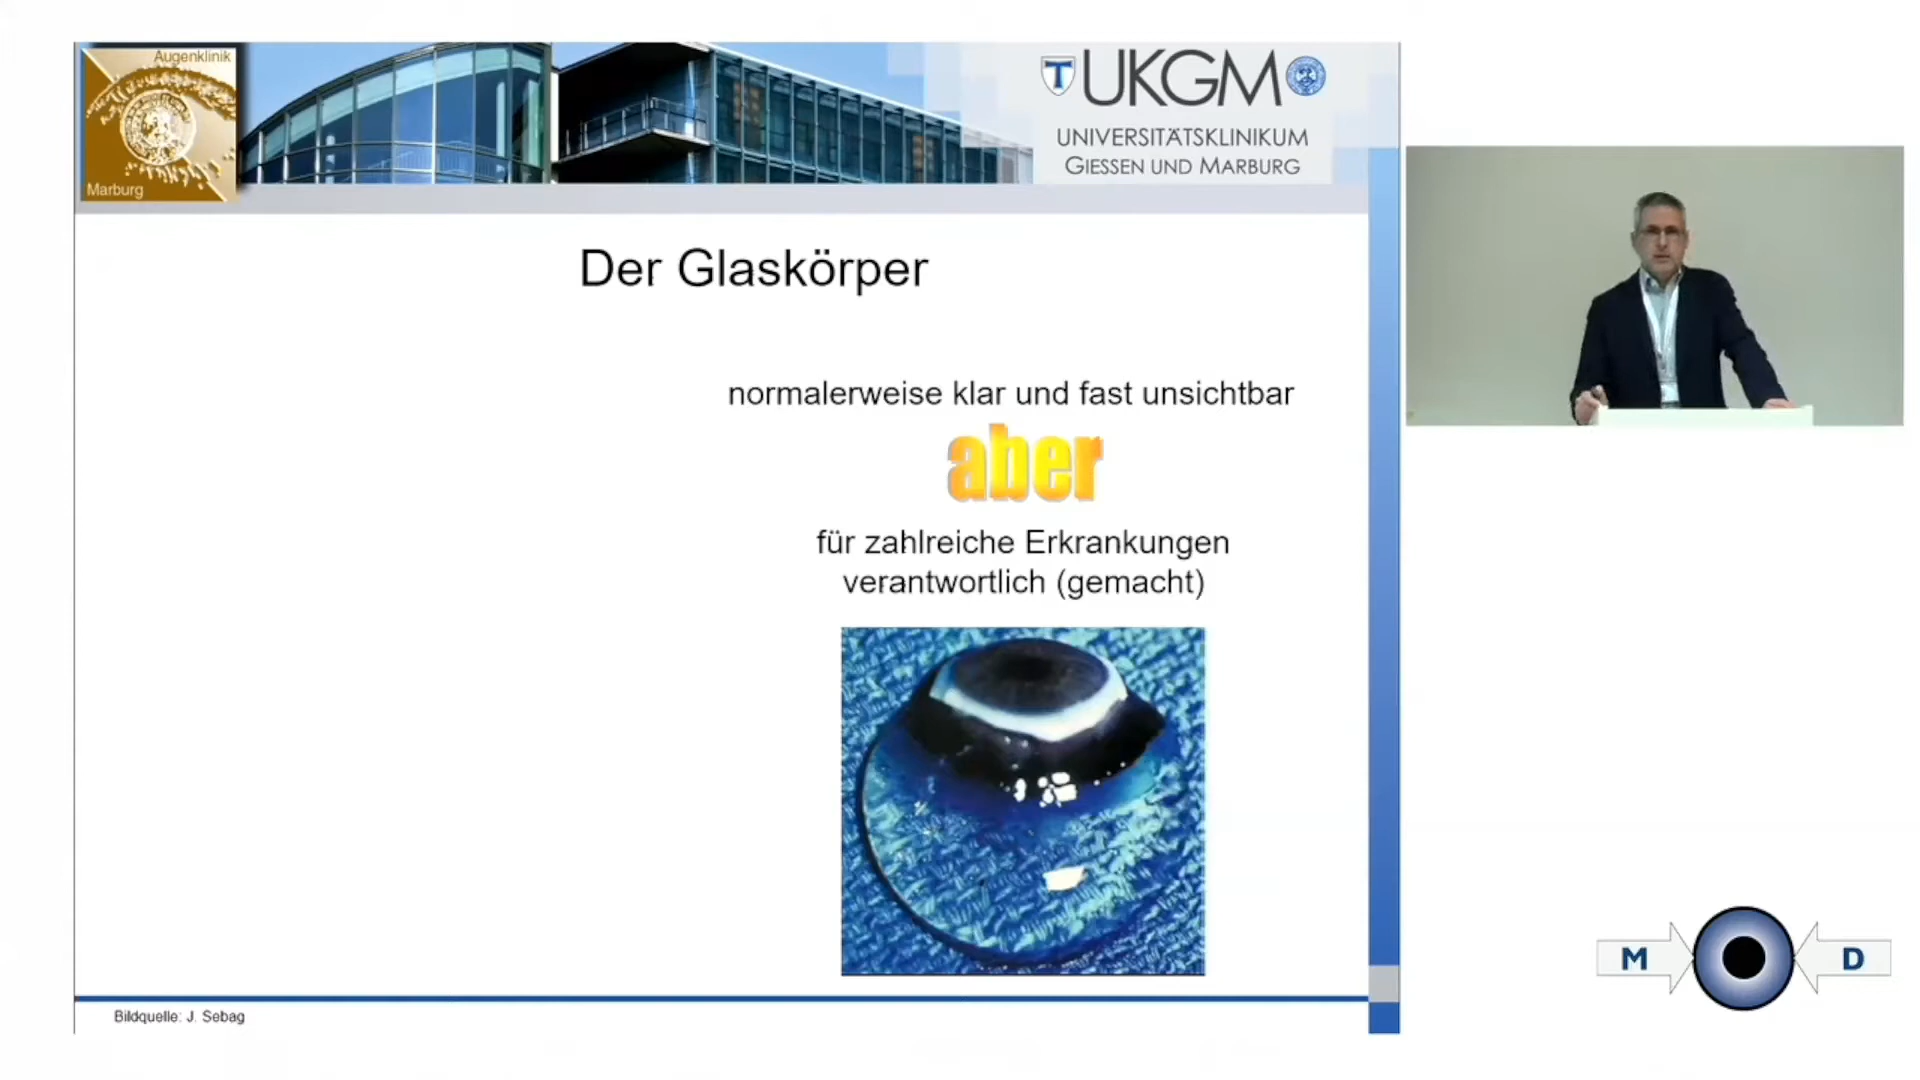 Augenklinik
Marburg
UKGM
UNIVERSITÄTSKLINIKUM
GIESSEN UND MARBURG
Der Glaskörper
normalerweise klar und fast unsichtbar
aber
für zahlreiche Erkrankungen
verantwortlich (gemacht)
Bildquelle: J. Sebag
M
D